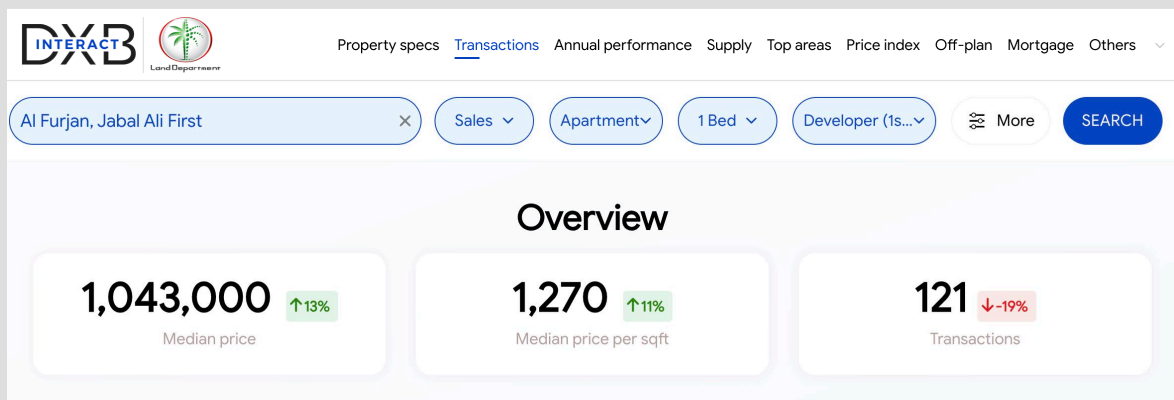 DXB
INTERACT
Land Department
Property specs Transactions Annual performance Supply Top areas Price index Off-plan Mortgage Others
Al Furjan, Jabal Ali First Sales Apartment 1 Bed Developer (1s... More SEARCH
Overview
1,043,000 ↑13%
Median price
1,270 ↑11%
Median price per sqft
121 ↓-19%
Transactions